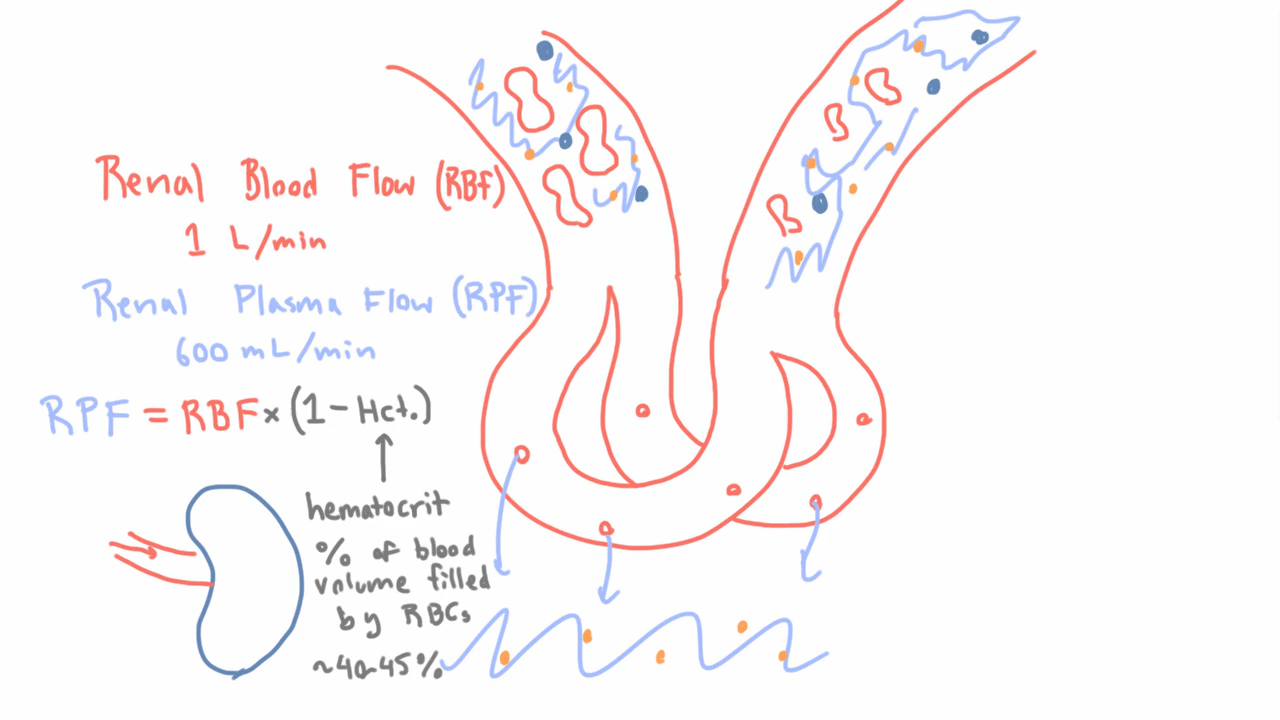 Renal Blood Flow (RBf)
1 L/min
Renal Plasma Flow (RPF)
600 mL/min
RPF = RBF × (1 - Hct.)
hematocrit
% of blood
volume filled
by RBCs
~40-45%